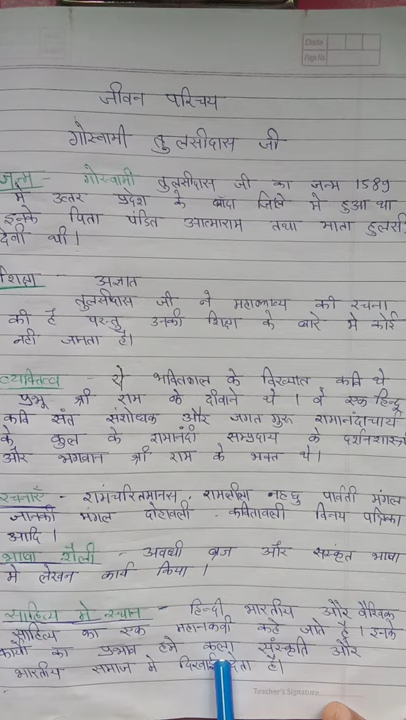 Date
Page No.
जीवन परिचय
गोस्वामी तुलसीदास जी
जन्म - गोस्वामी तुलसीदास जी का जन्म 1589
में उत्तर प्रदेश के बांदा जिले में हुआ था
इनके पिता पंडित आत्माराम तथा माता हुलसी
देवी थी।
शिक्षा - अज्ञात
तुलसीदास जी ने महाकाव्य की रचना
की है परन्तु उनकी शिक्षा के बारे मे कोई
नही जानता है।
व्यक्तित्व ये भक्तिकाल के विख्यात कवि थे
प्रभू श्री राम के दीवाने थे। वे एक हिन्दू
कवि संत संशोधक और जगत गुरू रामानंदाचार्य
के कुल के रामानंदी सम्प्रदाय के दर्शनशास्त्री
और भगवान श्री राम के भक्त थे।
रचनाएँ - रामचरितमानस, रामलीला नहछु पार्वती मंगल
जानकी मंगल दोहावली कवितावली विनय पत्रिका
आदि।
भाषा शैली - अवधी ब्रज और संस्कृत भाषा
मे लेखन कार्य किया।
साहित्य मे स्थान - हिन्दी, भारतीय और वैश्विक
साहित्य का एक महानकवी कहे जाते है। इनके
काव्यो का प्रभाव हमे कला संस्कृति और
भारतीय समाज मे दिखाई देता है।
Teacher's Signature